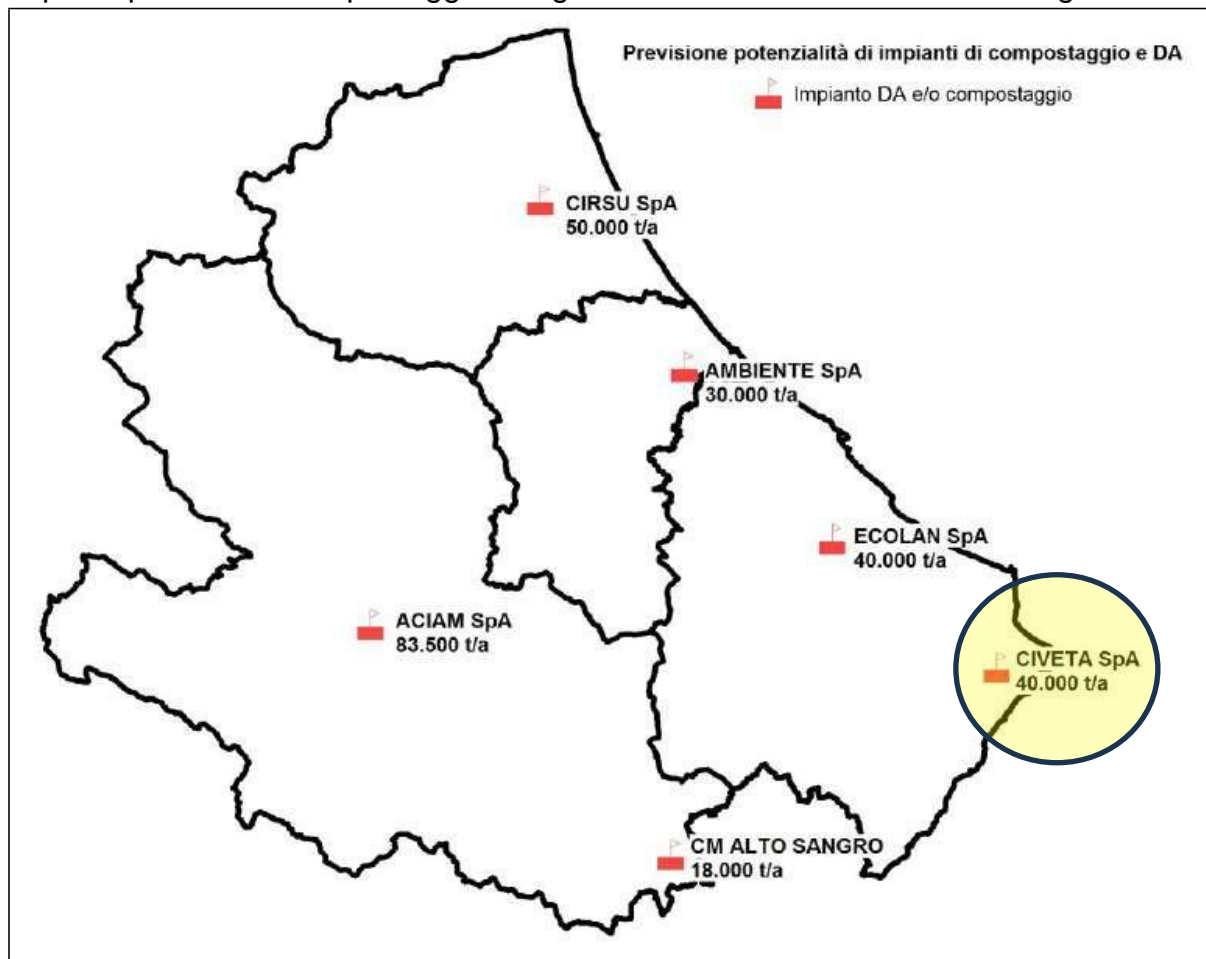 Previsione potenzialità di impianti di compostaggio e DA
Impianto DA e/o compostaggio
CIRSU SpA
50.000 t/a
AMBIENTE SpA
30.000 t/a
ECOLAN SpA
40.000 t/a
ACIAM SpA
83.500 t/a
CIVETA SpA
40.000 t/a
CM ALTO SANGRO
18.000 t/a